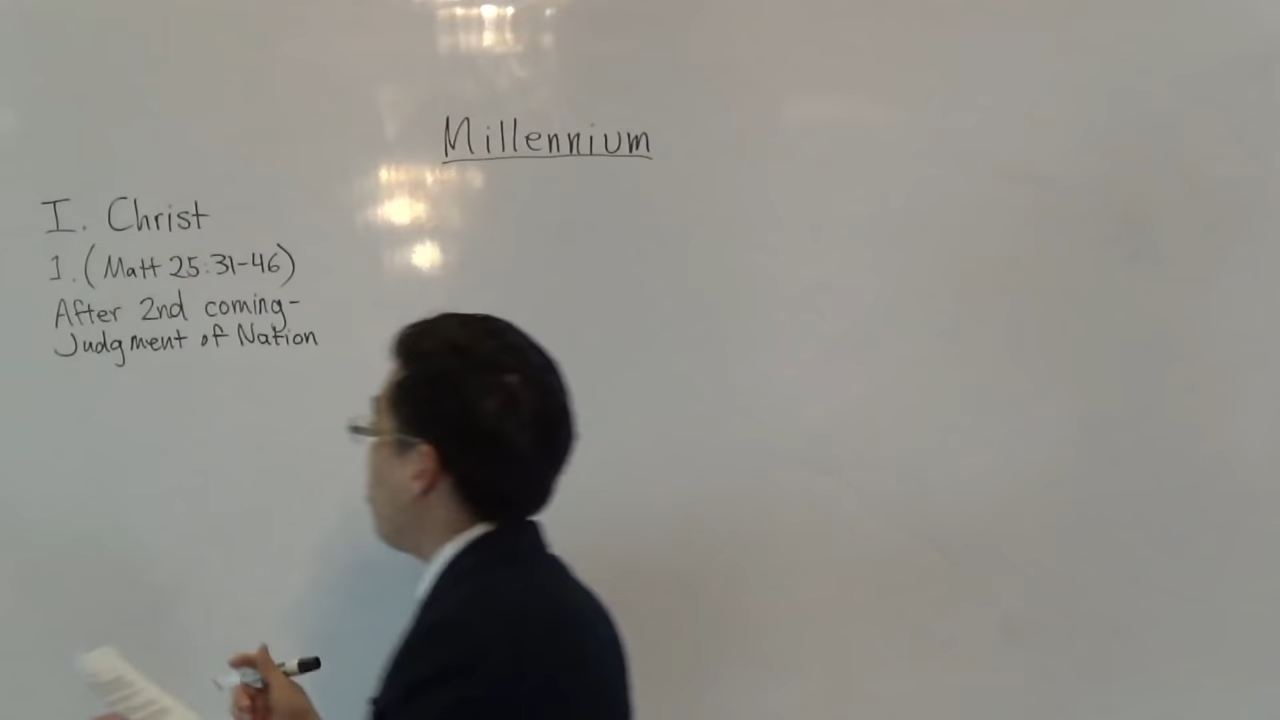 Millennium
I. Christ
1. (Matt 25:31-46)
After 2nd coming-
Judgment of Nation